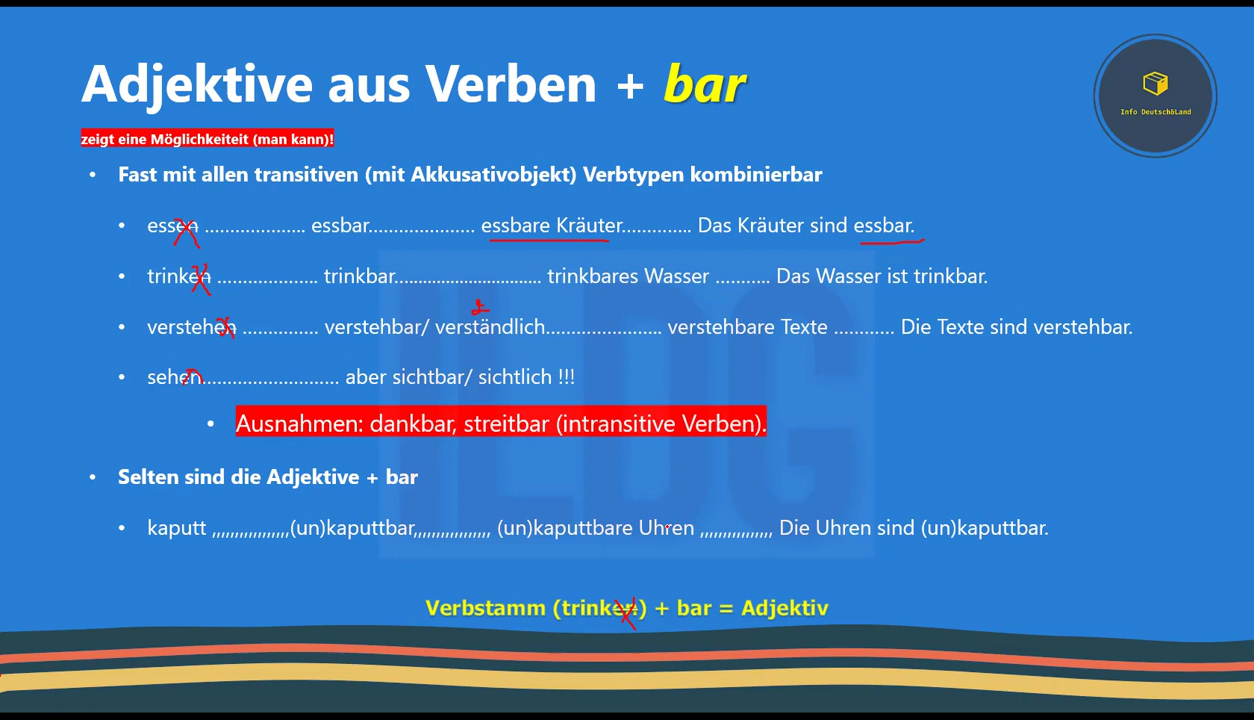 Adjektive aus Verben + bar
Info Deutsch&Land
zeigt eine Möglichkeiteit (man kann)!
• Fast mit allen transitiven (mit Akkusativobjekt) Verbtypen kombinierbar
• essen .................... essbar..................... essbare Kräuter............. Das Kräuter sind essbar.
• trinken .................... trinkbar............................. trinkbares Wasser ........... Das Wasser ist trinkbar.
• verstehen ............... verstehbar/ verständlich....................... verstehbare Texte ............ Die Texte sind verstehbar.
• sehen........................... aber sichtbar/ sichtlich !!!
• Ausnahmen: dankbar, streitbar (intransitive Verben).
• Selten sind die Adjektive + bar
• kaputt ,,,,,,,,,,,,,,,,(un)kaputtbar,,,,,,,,,,,,,,,, (un)kaputtbare Uhren ,,,,,,,,,,,,,,, Die Uhren sind (un)kaputtbar.
Verbstamm (trinken) + bar = Adjektiv
ILDG